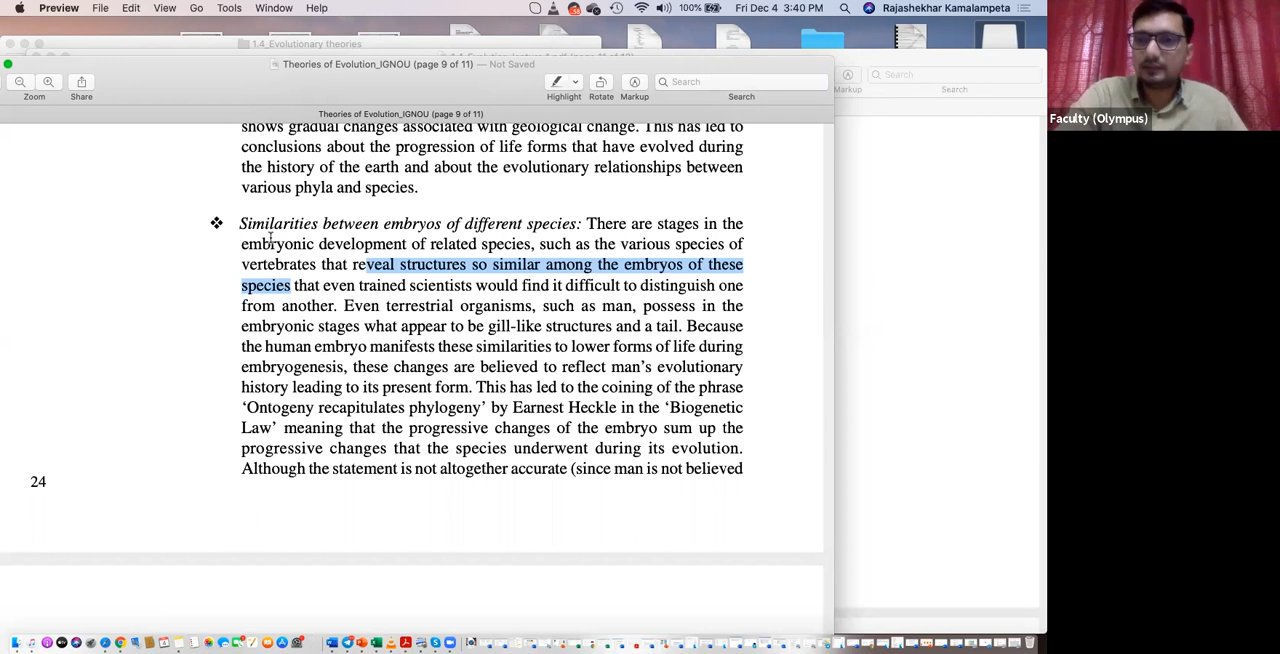 Preview File Edit View Go Tools Window Help 100% Fri Dec 4 3:40 PM Rajashekhar Kamalampeta
1.4_Evolutionary theories
Theories of Evolution_IGNOU (page 9 of 11) — Not Saved
Search
Search
Zoom Share Highlight Rotate Markup Search
Markup Search
Theories of Evolution_IGNOU (page 9 of 11)
Faculty (Olympus)
shows gradual changes associated with geological change. This has led to
conclusions about the progression of life forms that have evolved during
the history of the earth and about the evolutionary relationships between
various phyla and species.
❖ Similarities between embryos of different species: There are stages in the
embryonic development of related species, such as the various species of
vertebrates that reveal structures so similar among the embryos of these
species that even trained scientists would find it difficult to distinguish one
from another. Even terrestrial organisms, such as man, possess in the
embryonic stages what appear to be gill-like structures and a tail. Because
the human embryo manifests these similarities to lower forms of life during
embryogenesis, these changes are believed to reflect man's evolutionary
history leading to its present form. This has led to the coining of the phrase
'Ontogeny recapitulates phylogeny' by Earnest Heckle in the 'Biogenetic
Law' meaning that the progressive changes of the embryo sum up the
progressive changes that the species underwent during its evolution.
Although the statement is not altogether accurate (since man is not believed
24